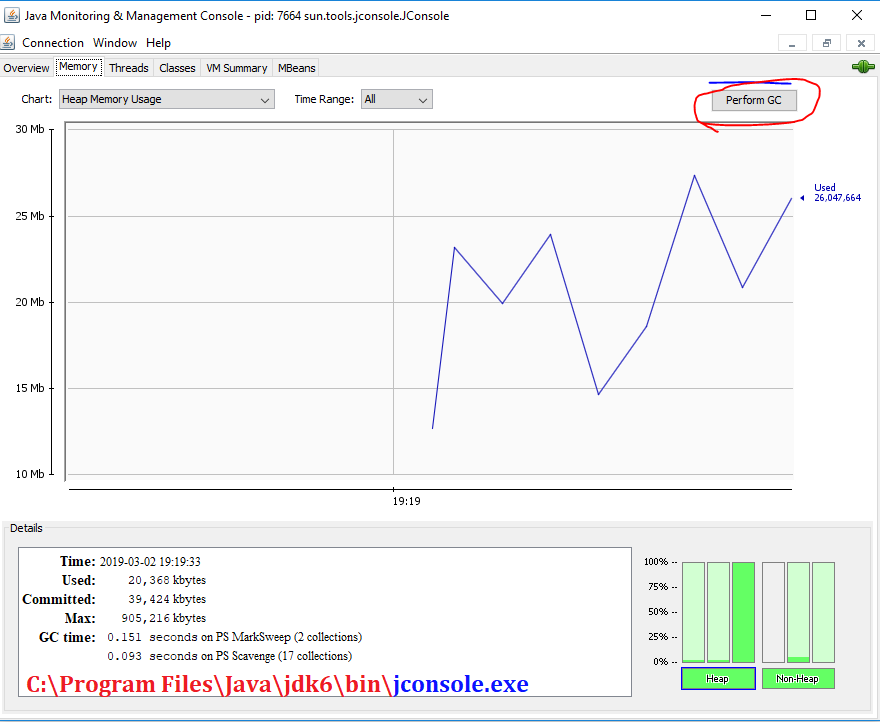 Java Monitoring & Management Console - pid: 7664 sun.tools.jconsole.JConsole
Connection Window Help
Overview Memory Threads Classes VM Summary MBeans
Chart: Heap Memory Usage Time Range: All Perform GC
30 Mb
25 Mb
20 Mb
15 Mb
10 Mb
Used
26,047,664
19:19
Details
Time: 2019-03-02 19:19:33
Used: 20,368 kbytes
Committed: 39,424 kbytes
Max: 905,216 kbytes
GC time: 0.151 seconds on PS MarkSweep (2 collections)
0.093 seconds on PS Scavenge (17 collections)
C:\Program Files\Java\jdk6\bin\jconsole.exe
100% --
75% --
50% --
25% --
0% --
Heap Non-Heap